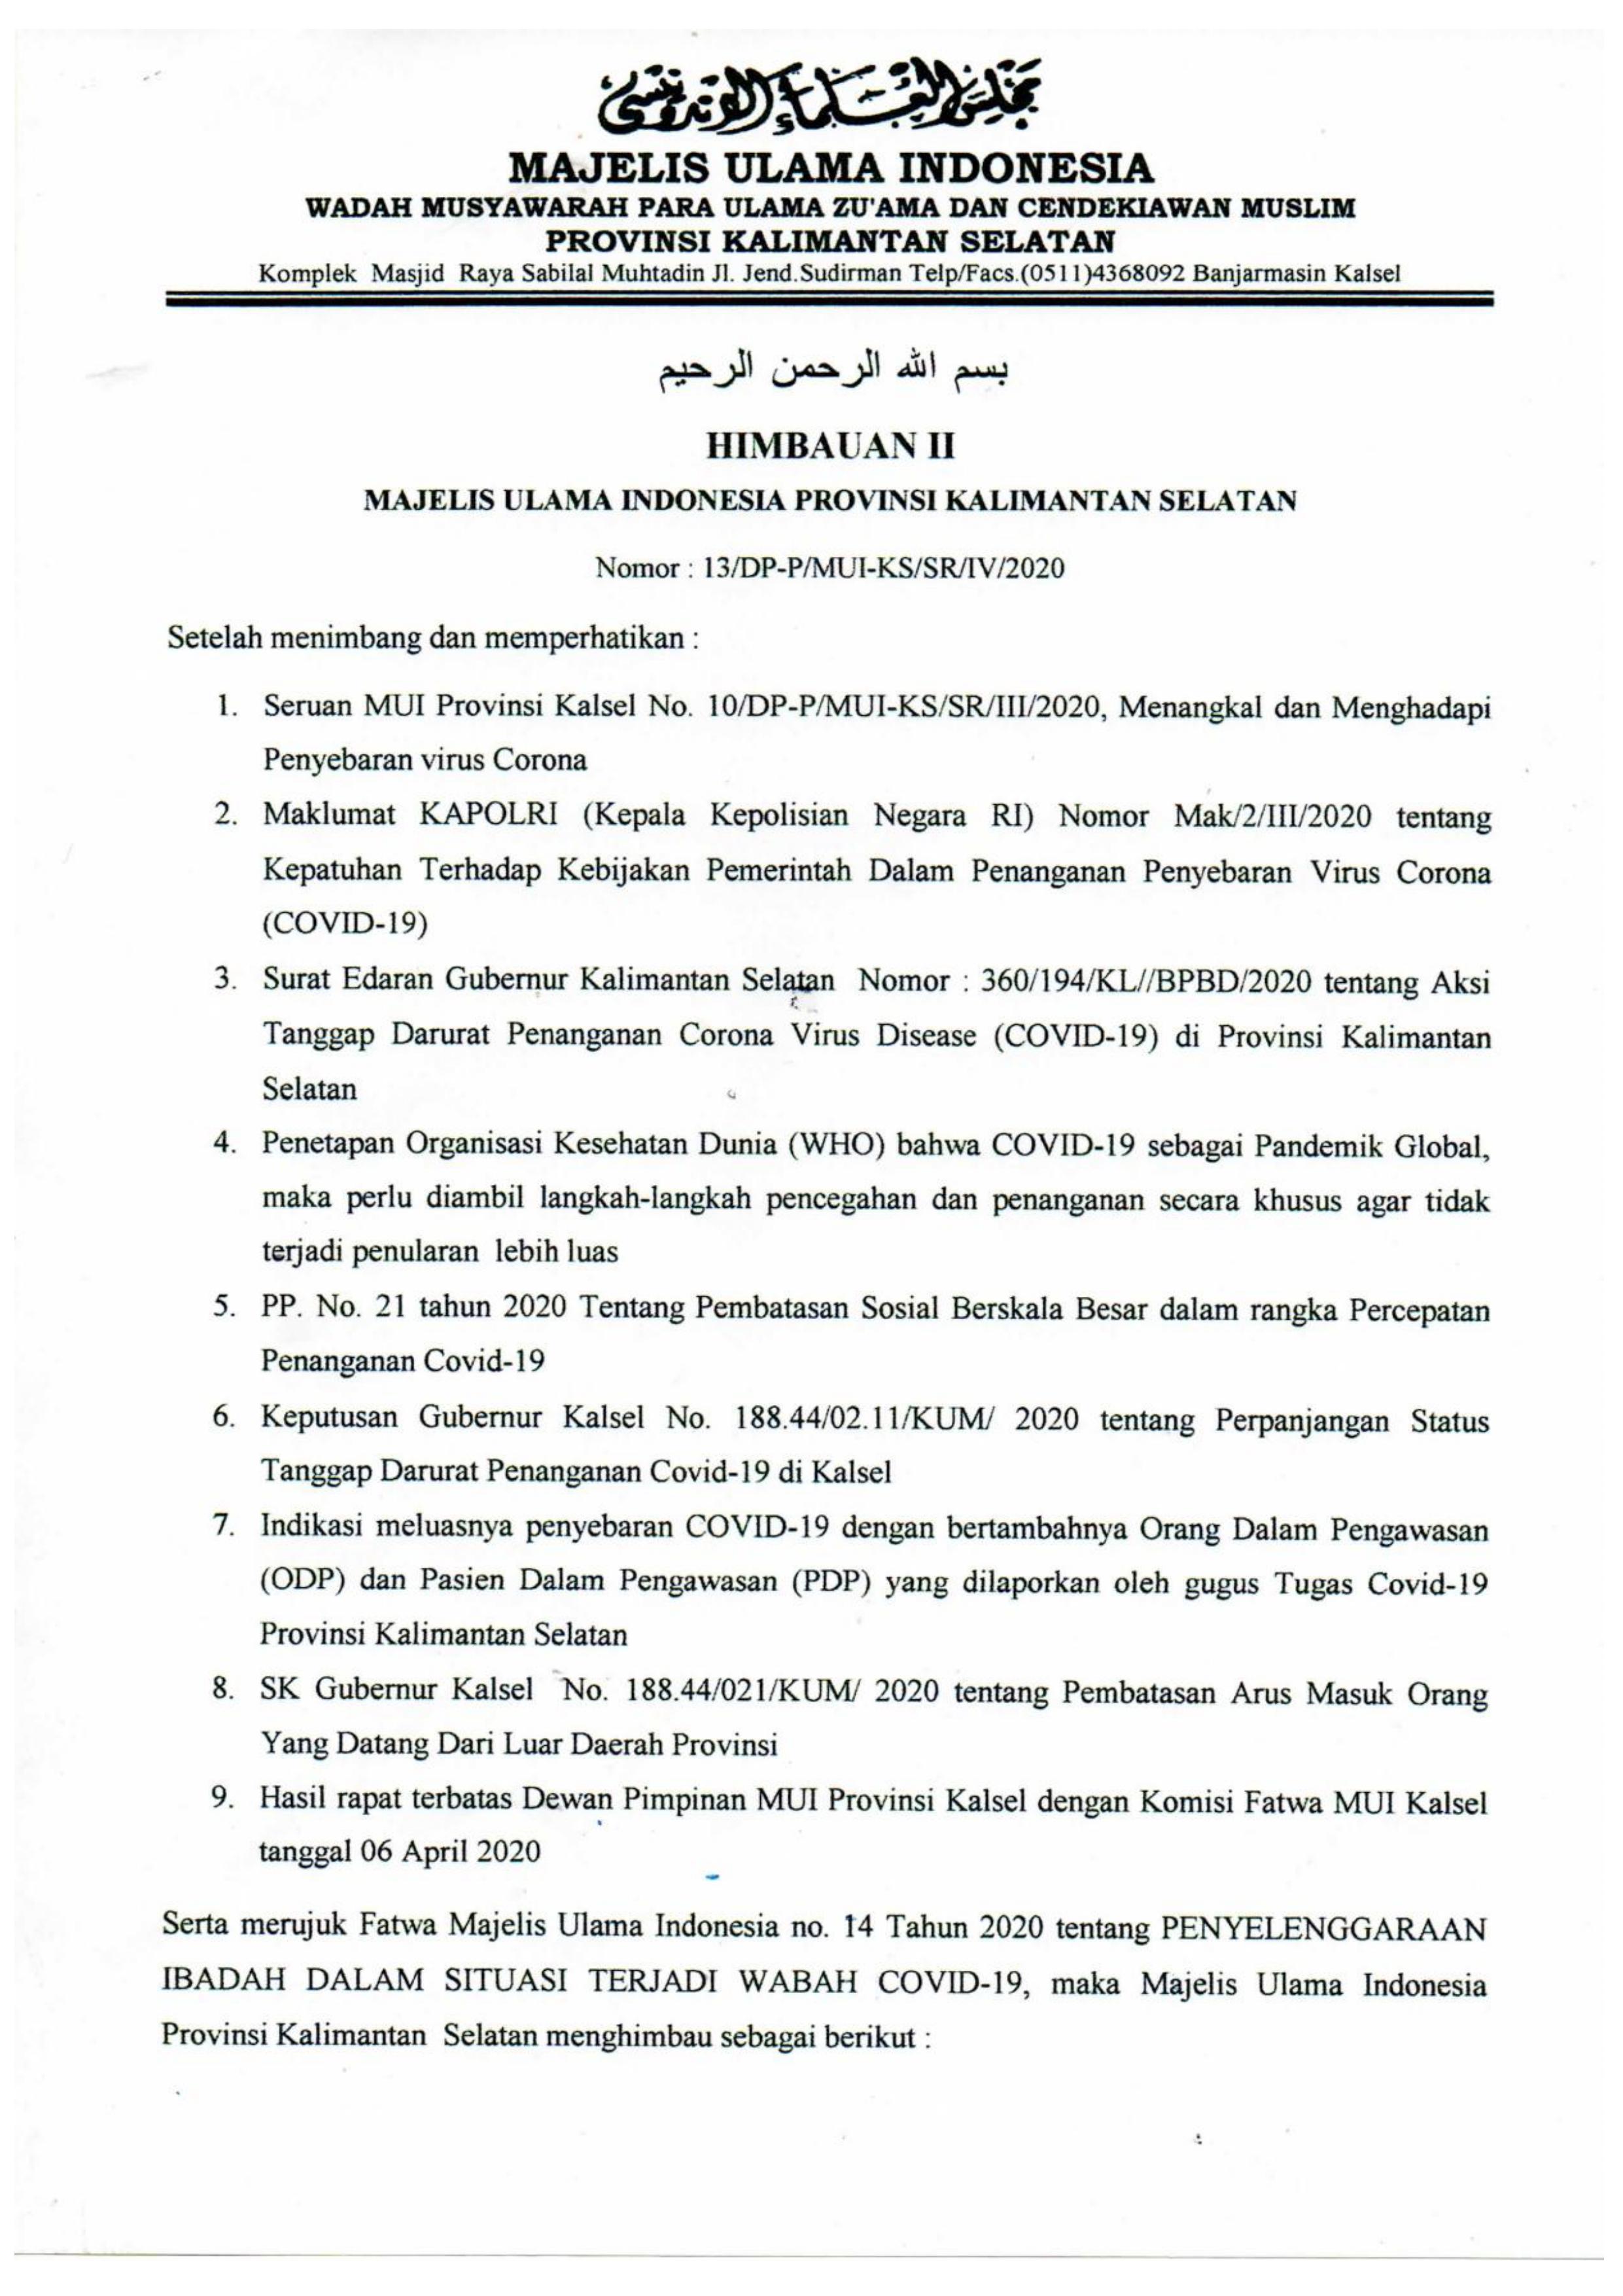 مجلس العلماء الإندونيسي
MAJELIS ULAMA INDONESIA
WADAH MUSYAWARAH PARA ULAMA ZU'AMA DAN CENDEKIAWAN MUSLIM
PROVINSI KALIMANTAN SELATAN
Komplek Masjid Raya Sabilal Muhtadin Jl. Jend.Sudirman Telp/Facs.(0511)4368092 Banjarmasin Kalsel
بسم الله الرحمن الرحيم
HIMBAUAN II
MAJELIS ULAMA INDONESIA PROVINSI KALIMANTAN SELATAN
Nomor : 13/DP-P/MUI-KS/SR/IV/2020
Setelah menimbang dan memperhatikan :
1. Seruan MUI Provinsi Kalsel No. 10/DP-P/MUI-KS/SR/III/2020, Menangkal dan Menghadapi
Penyebaran virus Corona
2. Maklumat KAPOLRI (Kepala Kepolisian Negara RI) Nomor Mak/2/III/2020 tentang
Kepatuhan Terhadap Kebijakan Pemerintah Dalam Penanganan Penyebaran Virus Corona
(COVID-19)
3. Surat Edaran Gubernur Kalimantan Selatan Nomor : 360/194/KL//BPBD/2020 tentang Aksi
Tanggap Darurat Penanganan Corona Virus Disease (COVID-19) di Provinsi Kalimantan
Selatan
4. Penetapan Organisasi Kesehatan Dunia (WHO) bahwa COVID-19 sebagai Pandemik Global,
maka perlu diambil langkah-langkah pencegahan dan penanganan secara khusus agar tidak
terjadi penularan lebih luas
5. PP. No. 21 tahun 2020 Tentang Pembatasan Sosial Berskala Besar dalam rangka Percepatan
Penanganan Covid-19
6. Keputusan Gubernur Kalsel No. 188.44/02.11/KUM/ 2020 tentang Perpanjangan Status
Tanggap Darurat Penanganan Covid-19 di Kalsel
7. Indikasi meluasnya penyebaran COVID-19 dengan bertambahnya Orang Dalam Pengawasan
(ODP) dan Pasien Dalam Pengawasan (PDP) yang dilaporkan oleh gugus Tugas Covid-19
Provinsi Kalimantan Selatan
8. SK Gubernur Kalsel No. 188.44/021/KUM/ 2020 tentang Pembatasan Arus Masuk Orang
Yang Datang Dari Luar Daerah Provinsi
9. Hasil rapat terbatas Dewan Pimpinan MUI Provinsi Kalsel dengan Komisi Fatwa MUI Kalsel
tanggal 06 April 2020
Serta merujuk Fatwa Majelis Ulama Indonesia no. 14 Tahun 2020 tentang PENYELENGGARAAN
IBADAH DALAM SITUASI TERJADI WABAH COVID-19, maka Majelis Ulama Indonesia
Provinsi Kalimantan Selatan menghimbau sebagai berikut :